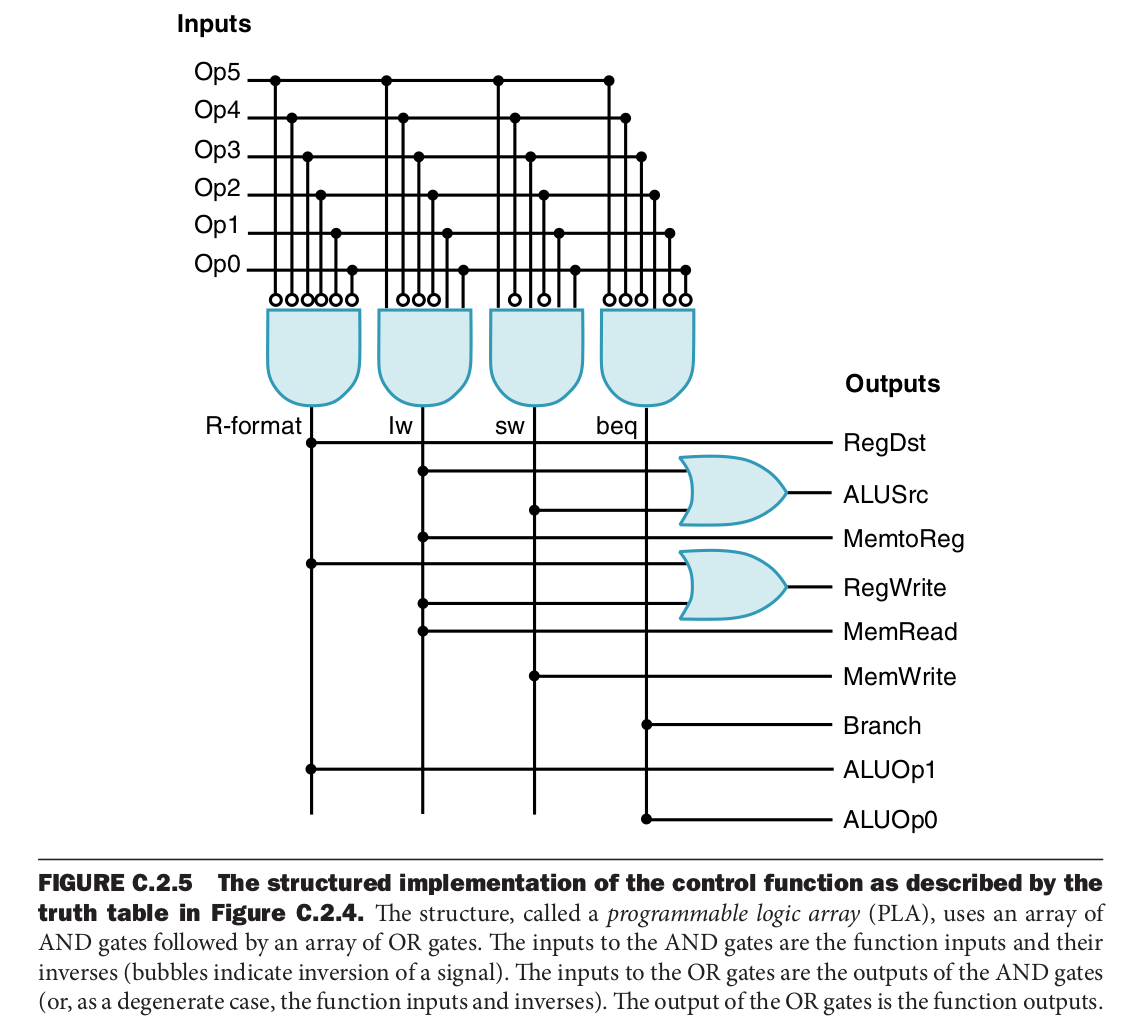 Inputs
Op5
Op4
Op3
Op2
Op1
Op0
Outputs
R-format lw sw beq
RegDst
ALUSrc
MemtoReg
RegWrite
MemRead
MemWrite
Branch
ALUOp1
ALUOp0
FIGURE C.2.5 The structured implementation of the control function as described by the
truth table in Figure C.2.4. The structure, called a programmable logic array (PLA), uses an array of
AND gates followed by an array of OR gates. The inputs to the AND gates are the function inputs and their
inverses (bubbles indicate inversion of a signal). The inputs to the OR gates are the outputs of the AND gates
(or, as a degenerate case, the function inputs and inverses). The output of the OR gates is the function outputs.